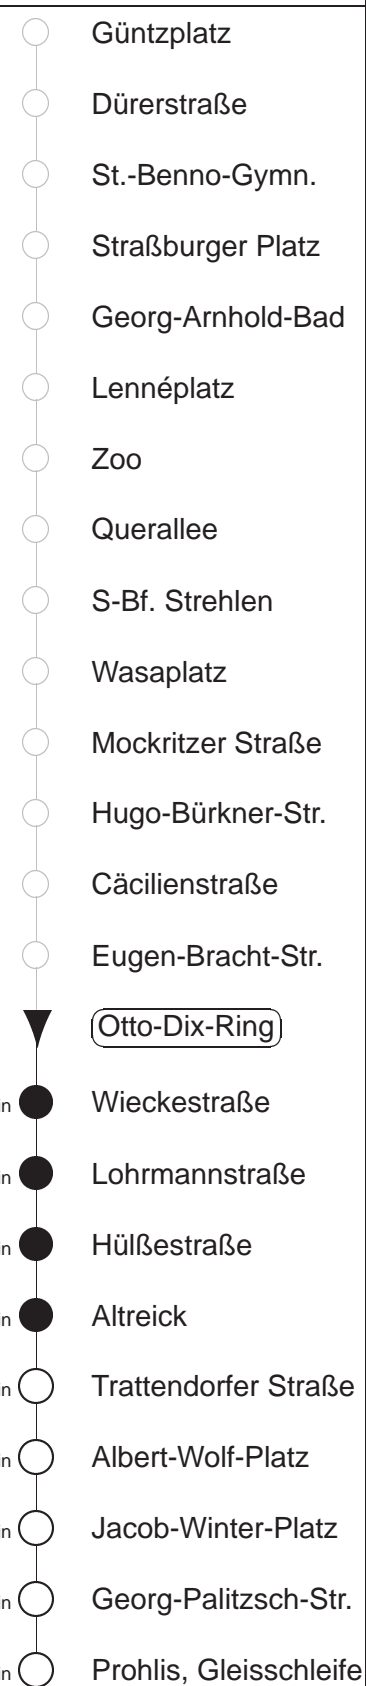 Güntzplatz
Dürerstraße
St.-Benno-Gymn.
Straßburger Platz
Georg-Arnhold-Bad
Lennéplatz
Zoo
Querallee
S-Bf. Strehlen
Wasaplatz
Mockritzer Straße
Hugo-Bürkner-Str.
Cäcilienstraße
Eugen-Bracht-Str.
Otto-Dix-Ring
Wieckestraße
Lohrmannstraße
Hülßestraße
Altreick
Trattendorfer Straße
Albert-Wolf-Platz
Jacob-Winter-Platz
Georg-Palitzsch-Str.
Prohlis, Gleisschleife